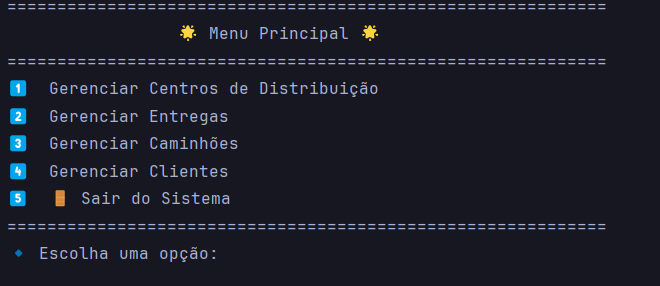 ============================================================
🌟 Menu Principal 🌟
============================================================
1️⃣ Gerenciar Centros de Distribuição
2️⃣ Gerenciar Entregas
3️⃣ Gerenciar Caminhões
4️⃣ Gerenciar Clientes
5️⃣ 🚪 Sair do Sistema
============================================================
🔹 Escolha uma opção: